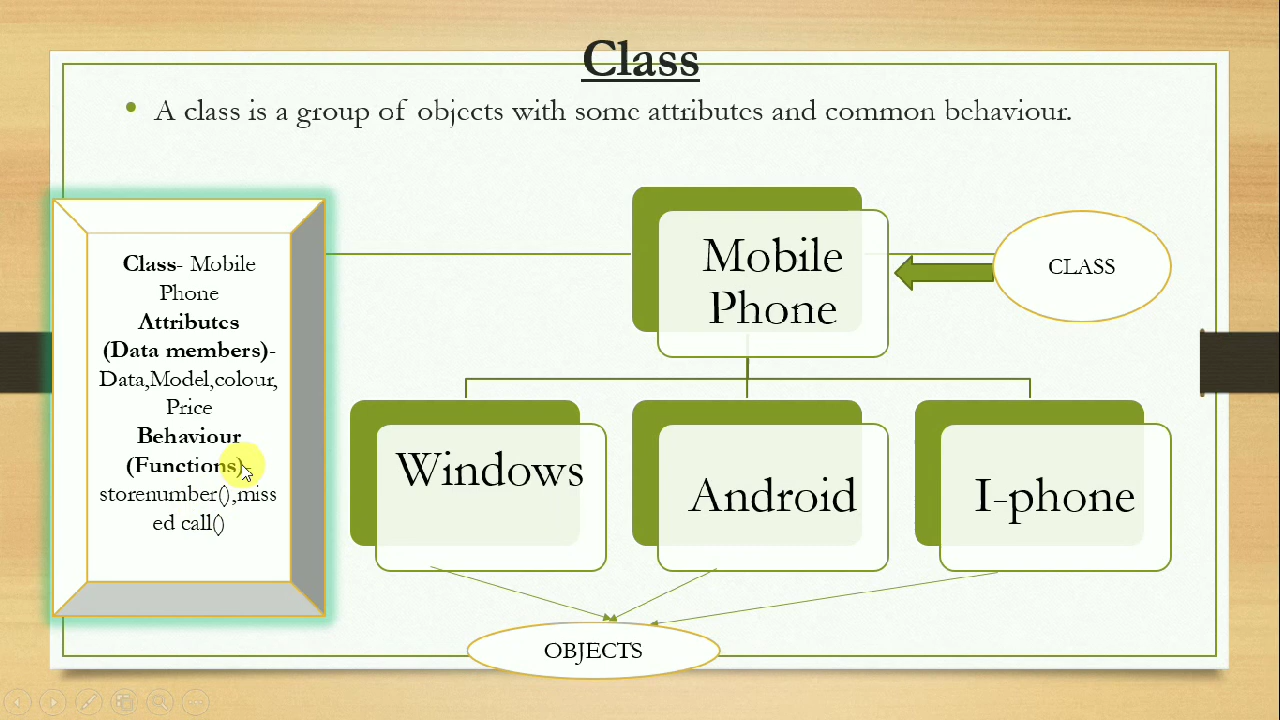 Class
A class is a group of objects with some attributes and common behaviour.
Class- Mobile
Phone
Attributes
(Data members)-
Data,Model,colour,
Price
Behaviour
(Functions)-
storenumber(),miss
ed call()
Mobile
Phone
CLASS
Windows
Android
I-phone
OBJECTS